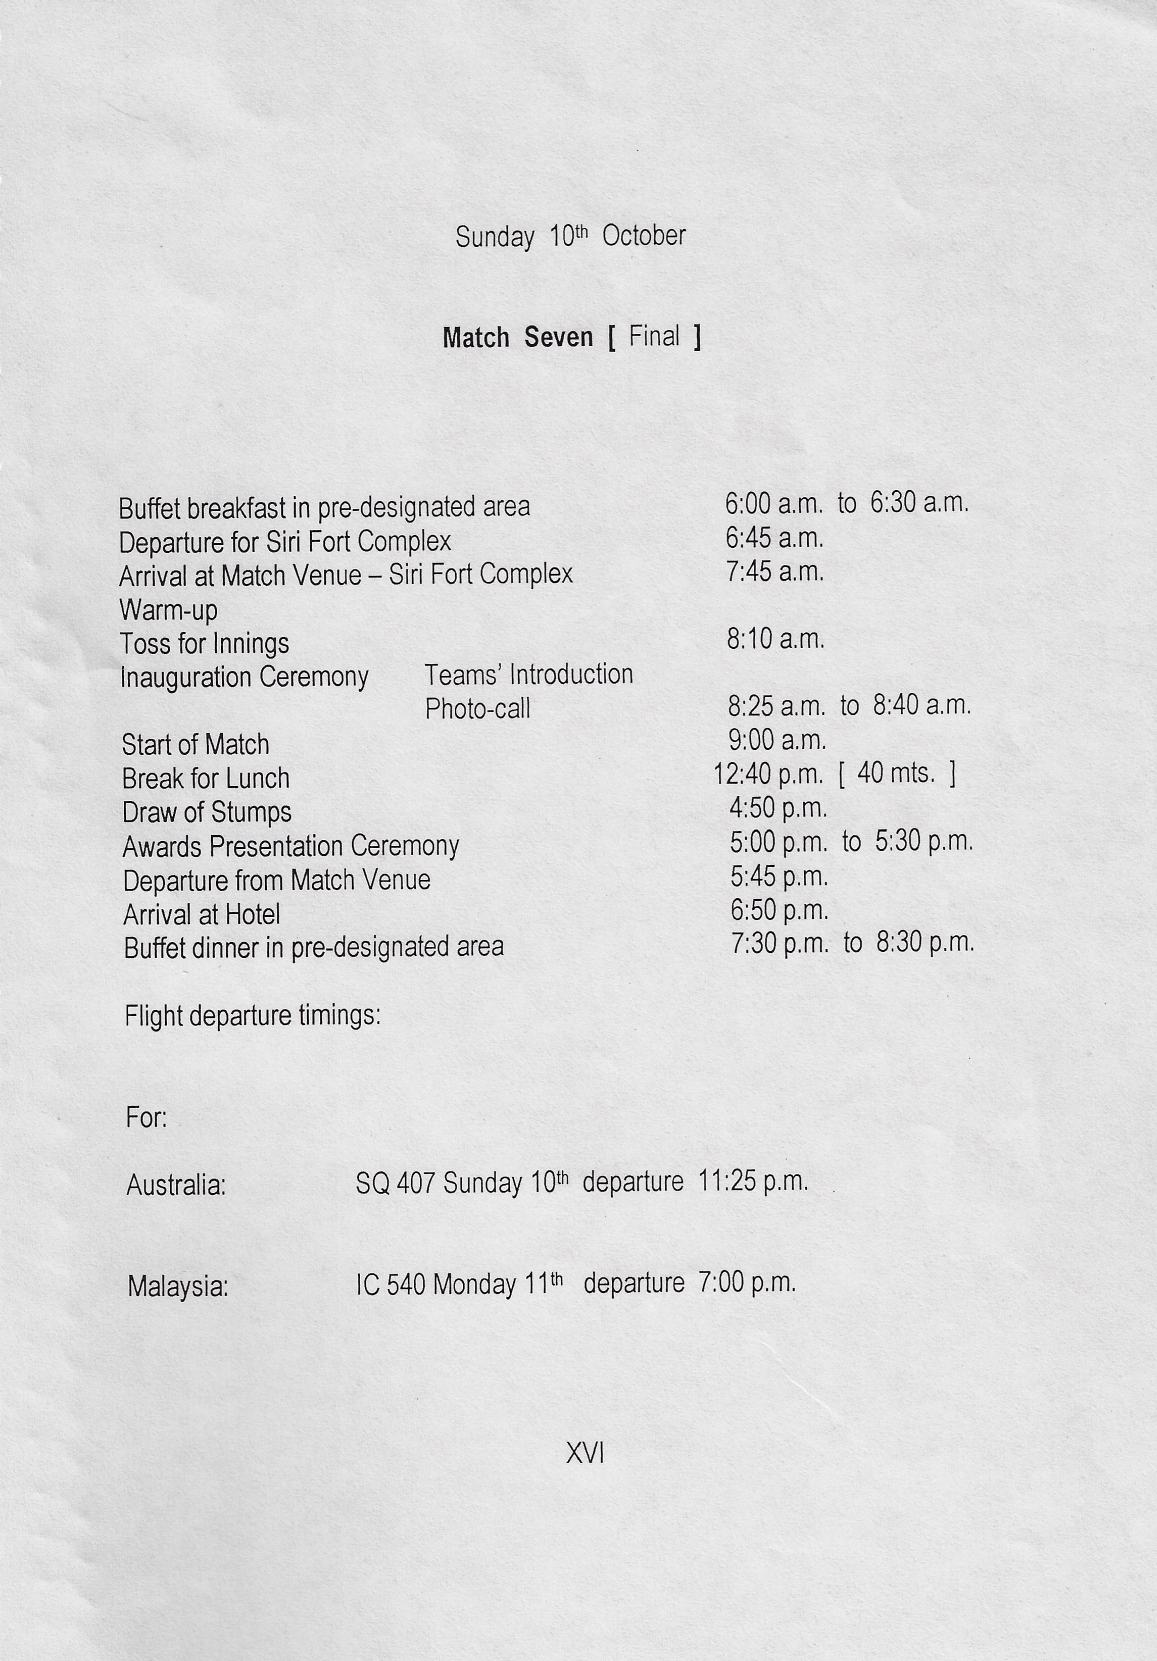 Sunday 10th October
Match Seven [ Final ]
Buffet breakfast in pre-designated area 6:00 a.m. to 6:30 a.m.
Departure for Siri Fort Complex 6:45 a.m.
Arrival at Match Venue – Siri Fort Complex 7:45 a.m.
Warm-up
Toss for Innings 8:10 a.m.
Inauguration Ceremony Teams' Introduction
Photo-call 8:25 a.m. to 8:40 a.m.
Start of Match 9:00 a.m.
Break for Lunch 12:40 p.m. [ 40 mts. ]
Draw of Stumps 4:50 p.m.
Awards Presentation Ceremony 5:00 p.m. to 5:30 p.m.
Departure from Match Venue 5:45 p.m.
Arrival at Hotel 6:50 p.m.
Buffet dinner in pre-designated area 7:30 p.m. to 8:30 p.m.
Flight departure timings:
For:
Australia: SQ 407 Sunday 10th departure 11:25 p.m.
Malaysia: IC 540 Monday 11th departure 7:00 p.m.
XVI